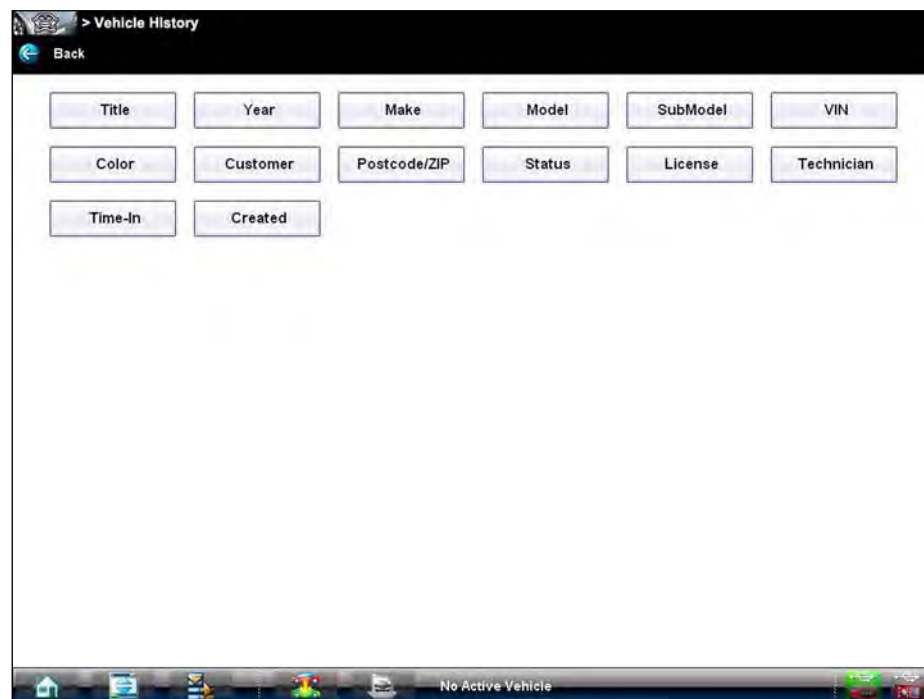 > Vehicle History
Back
Title Year Make Model SubModel VIN
Color Customer Postcode/ZIP Status License Technician
Time-In Created
No Active Vehicle